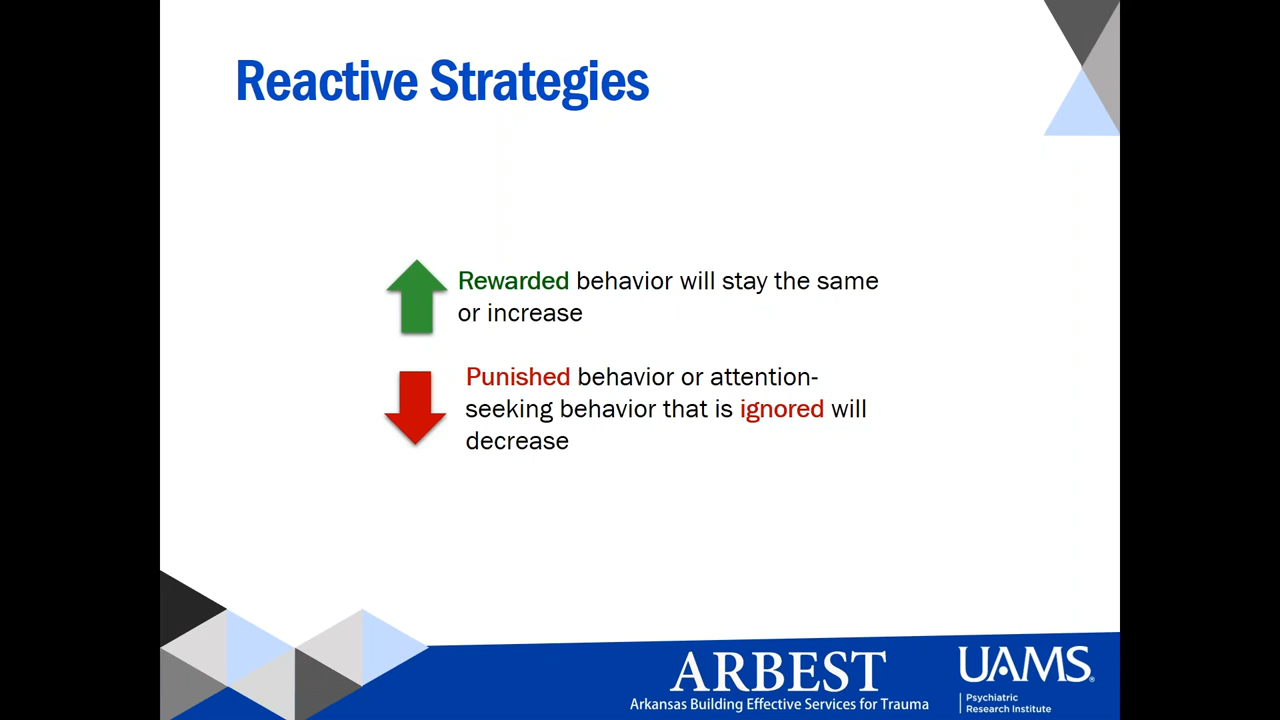 Reactive Strategies
Rewarded behavior will stay the same
or increase
Punished behavior or attention-
seeking behavior that is ignored will
decrease
ARBEST
Arkansas Building Effective Services for Trauma
UAMS®
Psychiatric
Research Institute